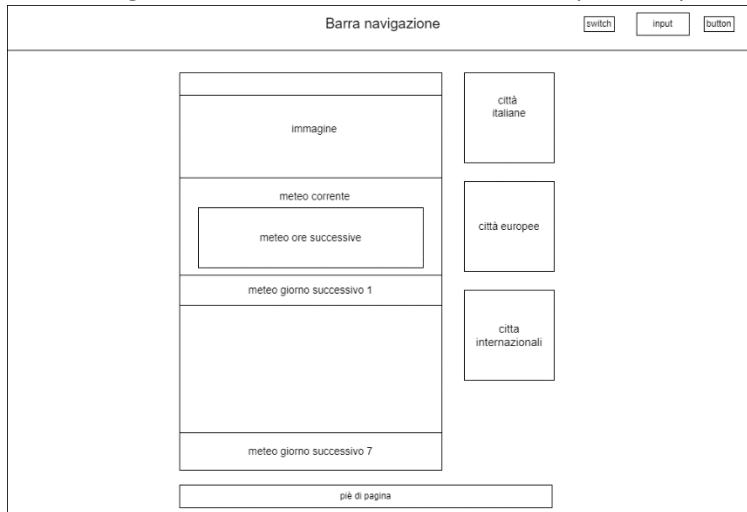 Barra navigazione
switch
input
button
immagine
meteo corrente
meteo ore successive
meteo giorno successivo 1
meteo giorno successivo 7
città
italiane
città europee
citta
internazionali
piè di pagina